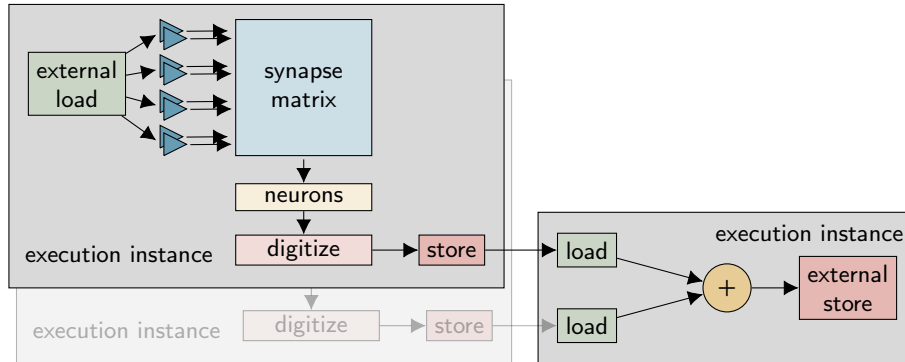 external
load
synapse
matrix
neurons
execution instance
digitize
store
execution instance
digitize
store
load
load
execution instance
+
external
store